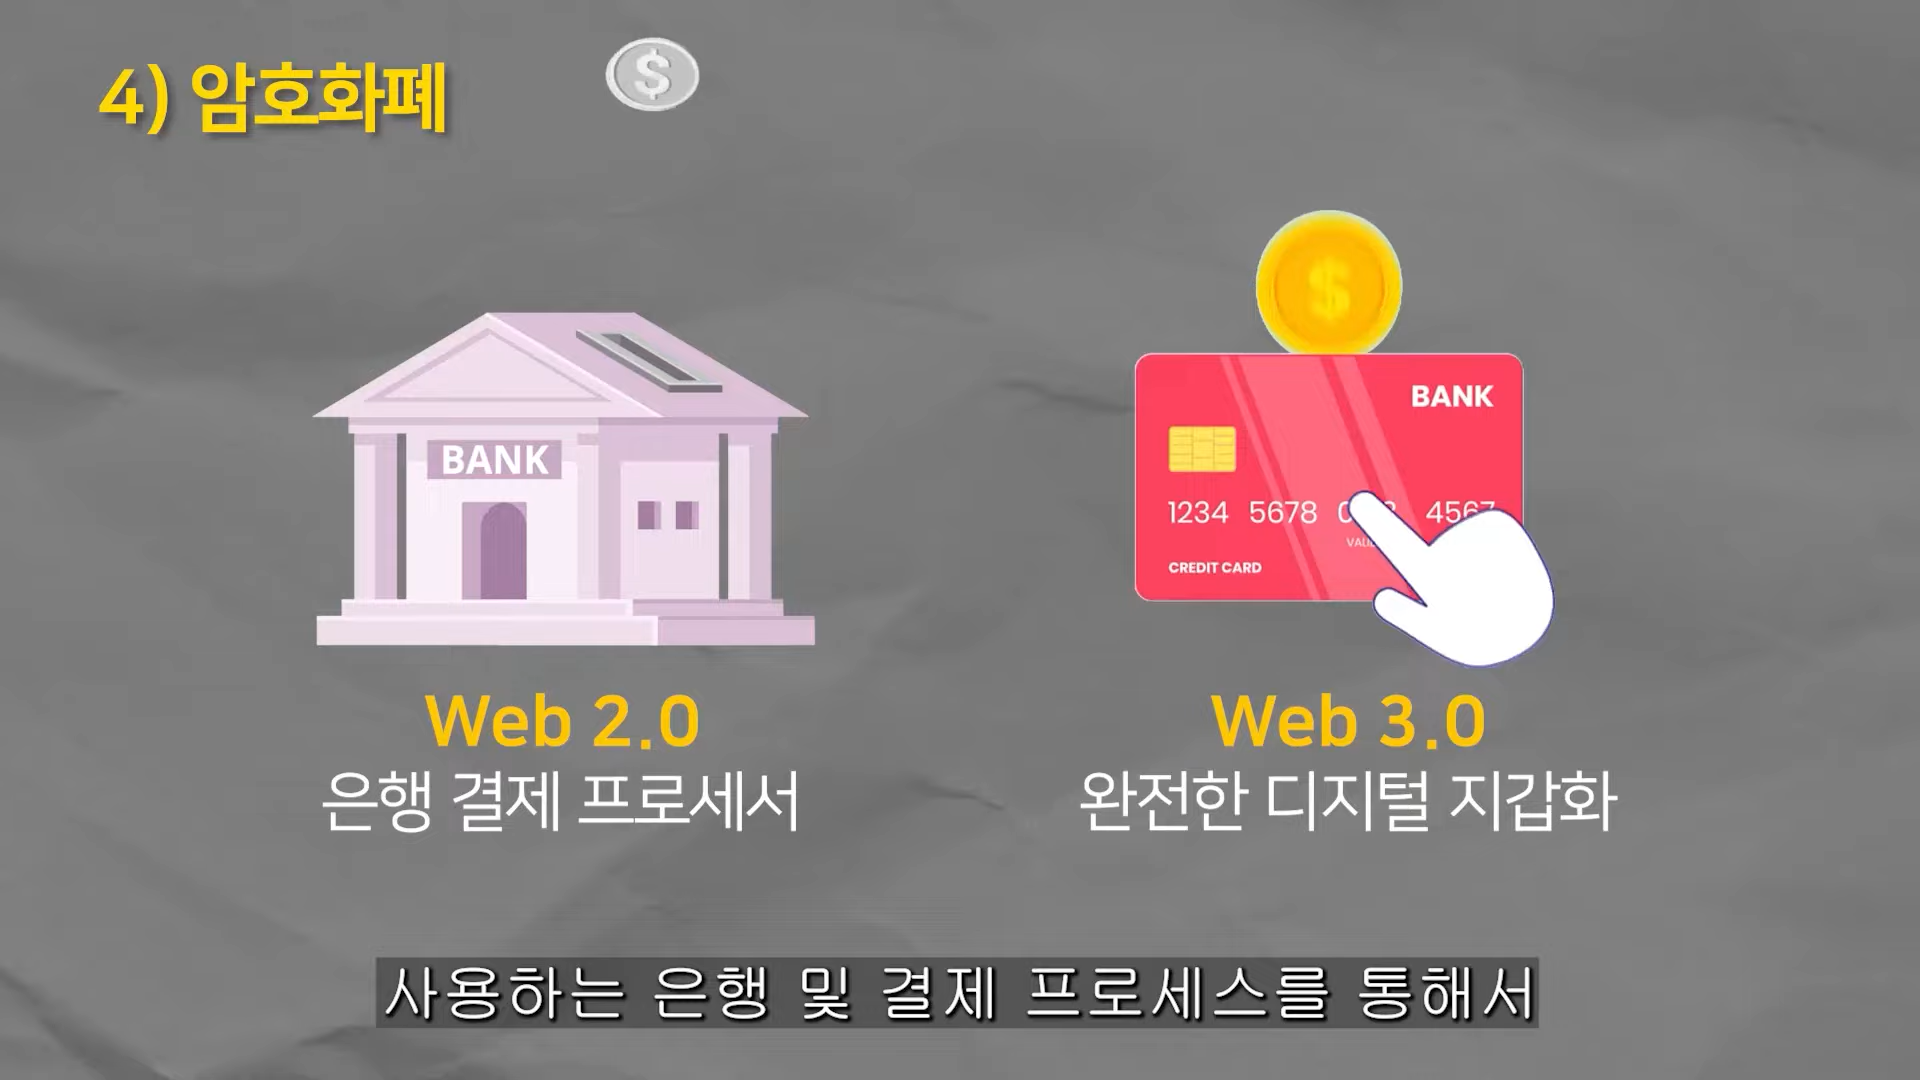 4) 암호화폐
$
$
BANK
BANK
1234 5678 4567
CREDIT CARD
Web 2.0
은행 결제 프로세서
Web 3.0
완전한 디지털 지갑화
사용하는 은행 및 결제 프로세스를 통해서